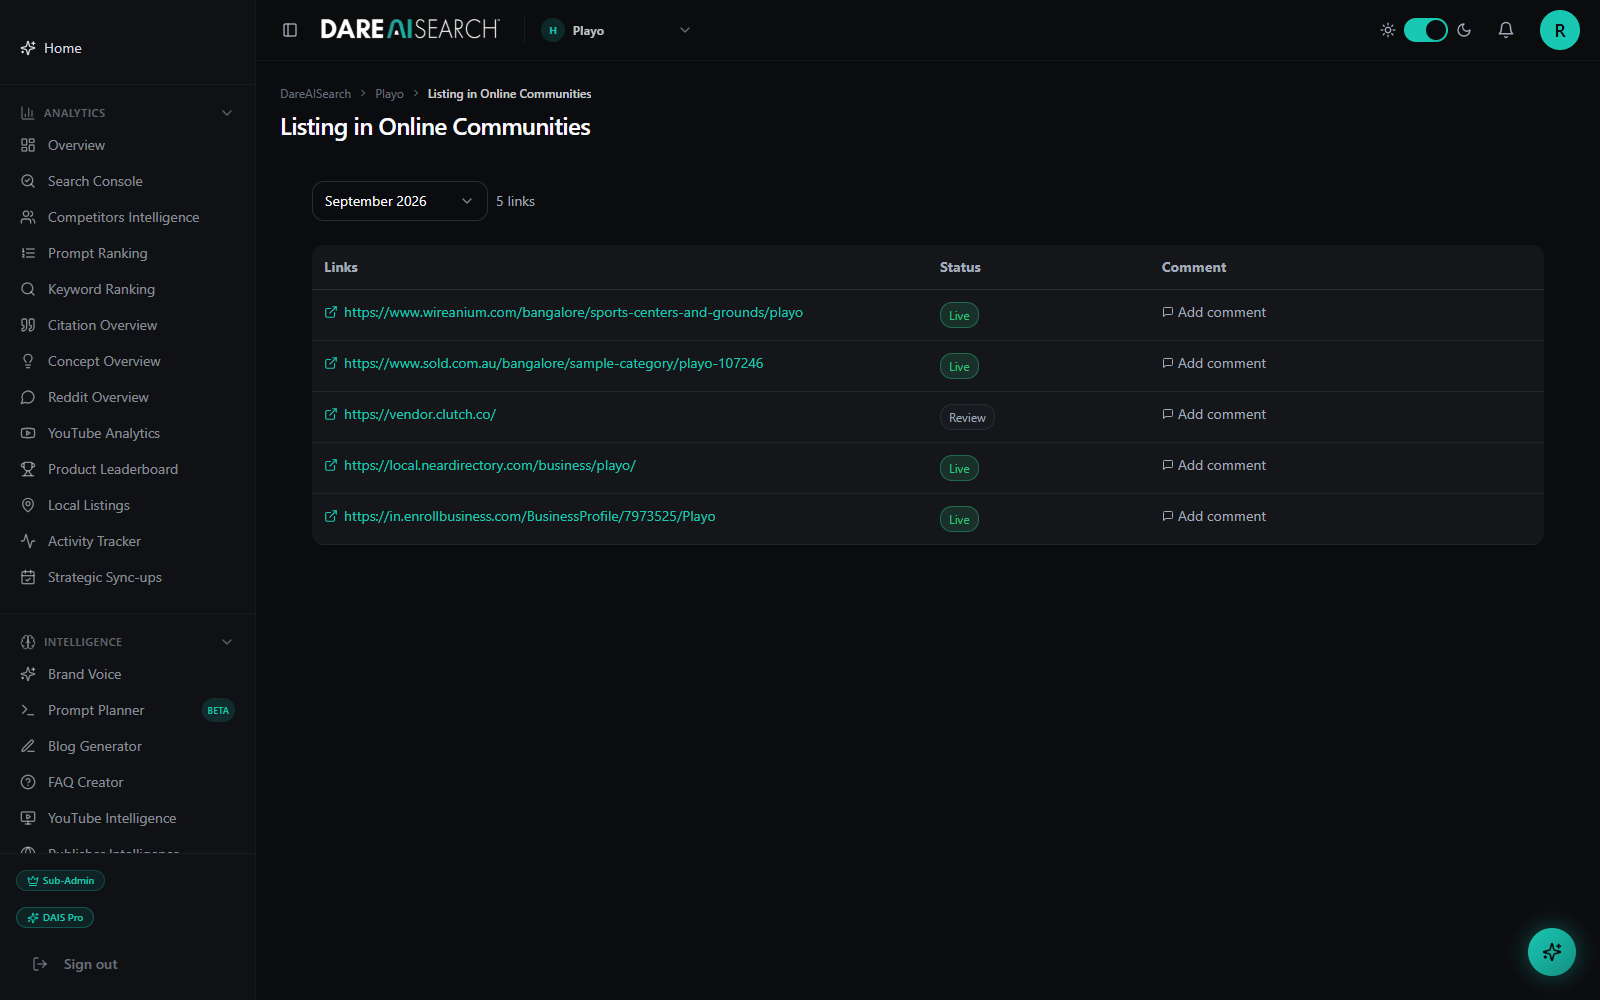 Home
ANALYTICS
Overview
Search Console
Competitors Intelligence
Prompt Ranking
Keyword Ranking
Citation Overview
Concept Overview
Reddit Overview
YouTube Analytics
Product Leaderboard
Local Listings
Activity Tracker
Strategic Sync-ups
INTELLIGENCE
Brand Voice
Prompt Planner BETA
Blog Generator
FAQ Creator
YouTube Intelligence
Publisher Intelligence
Sub-Admin
DAIS Pro
Sign out
DARE AI SEARCH
H Playo
R
DareAISearch > Playo > Listing in Online Communities
Listing in Online Communities
September 2026 5 links
Links Status Comment
https://www.wireanium.com/bangalore/sports-centers-and-grounds/playo Live Add comment
https://www.sold.com.au/bangalore/sample-category/playo-107246 Live Add comment
https://vendor.clutch.co/ Review Add comment
https://local.neardirectory.com/business/playo/ Live Add comment
https://in.enrollbusiness.com/BusinessProfile/7973525/Playo Live Add comment